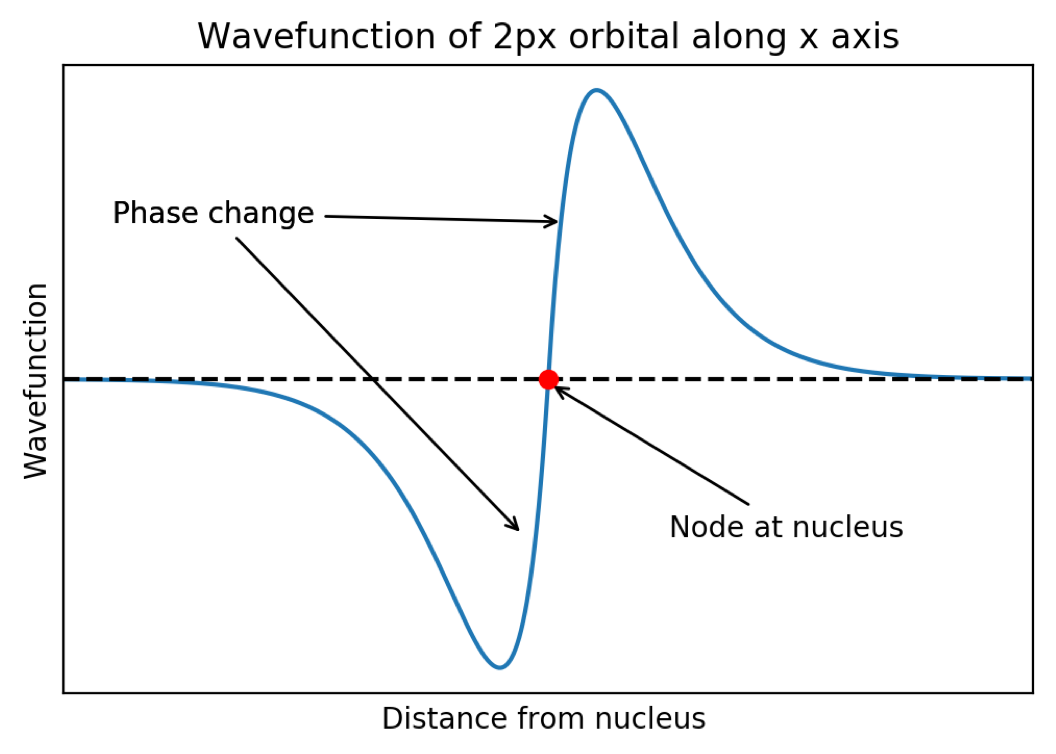 Wavefunction of 2px orbital along x axis
Phase change
Wavefunction
Node at nucleus
Distance from nucleus